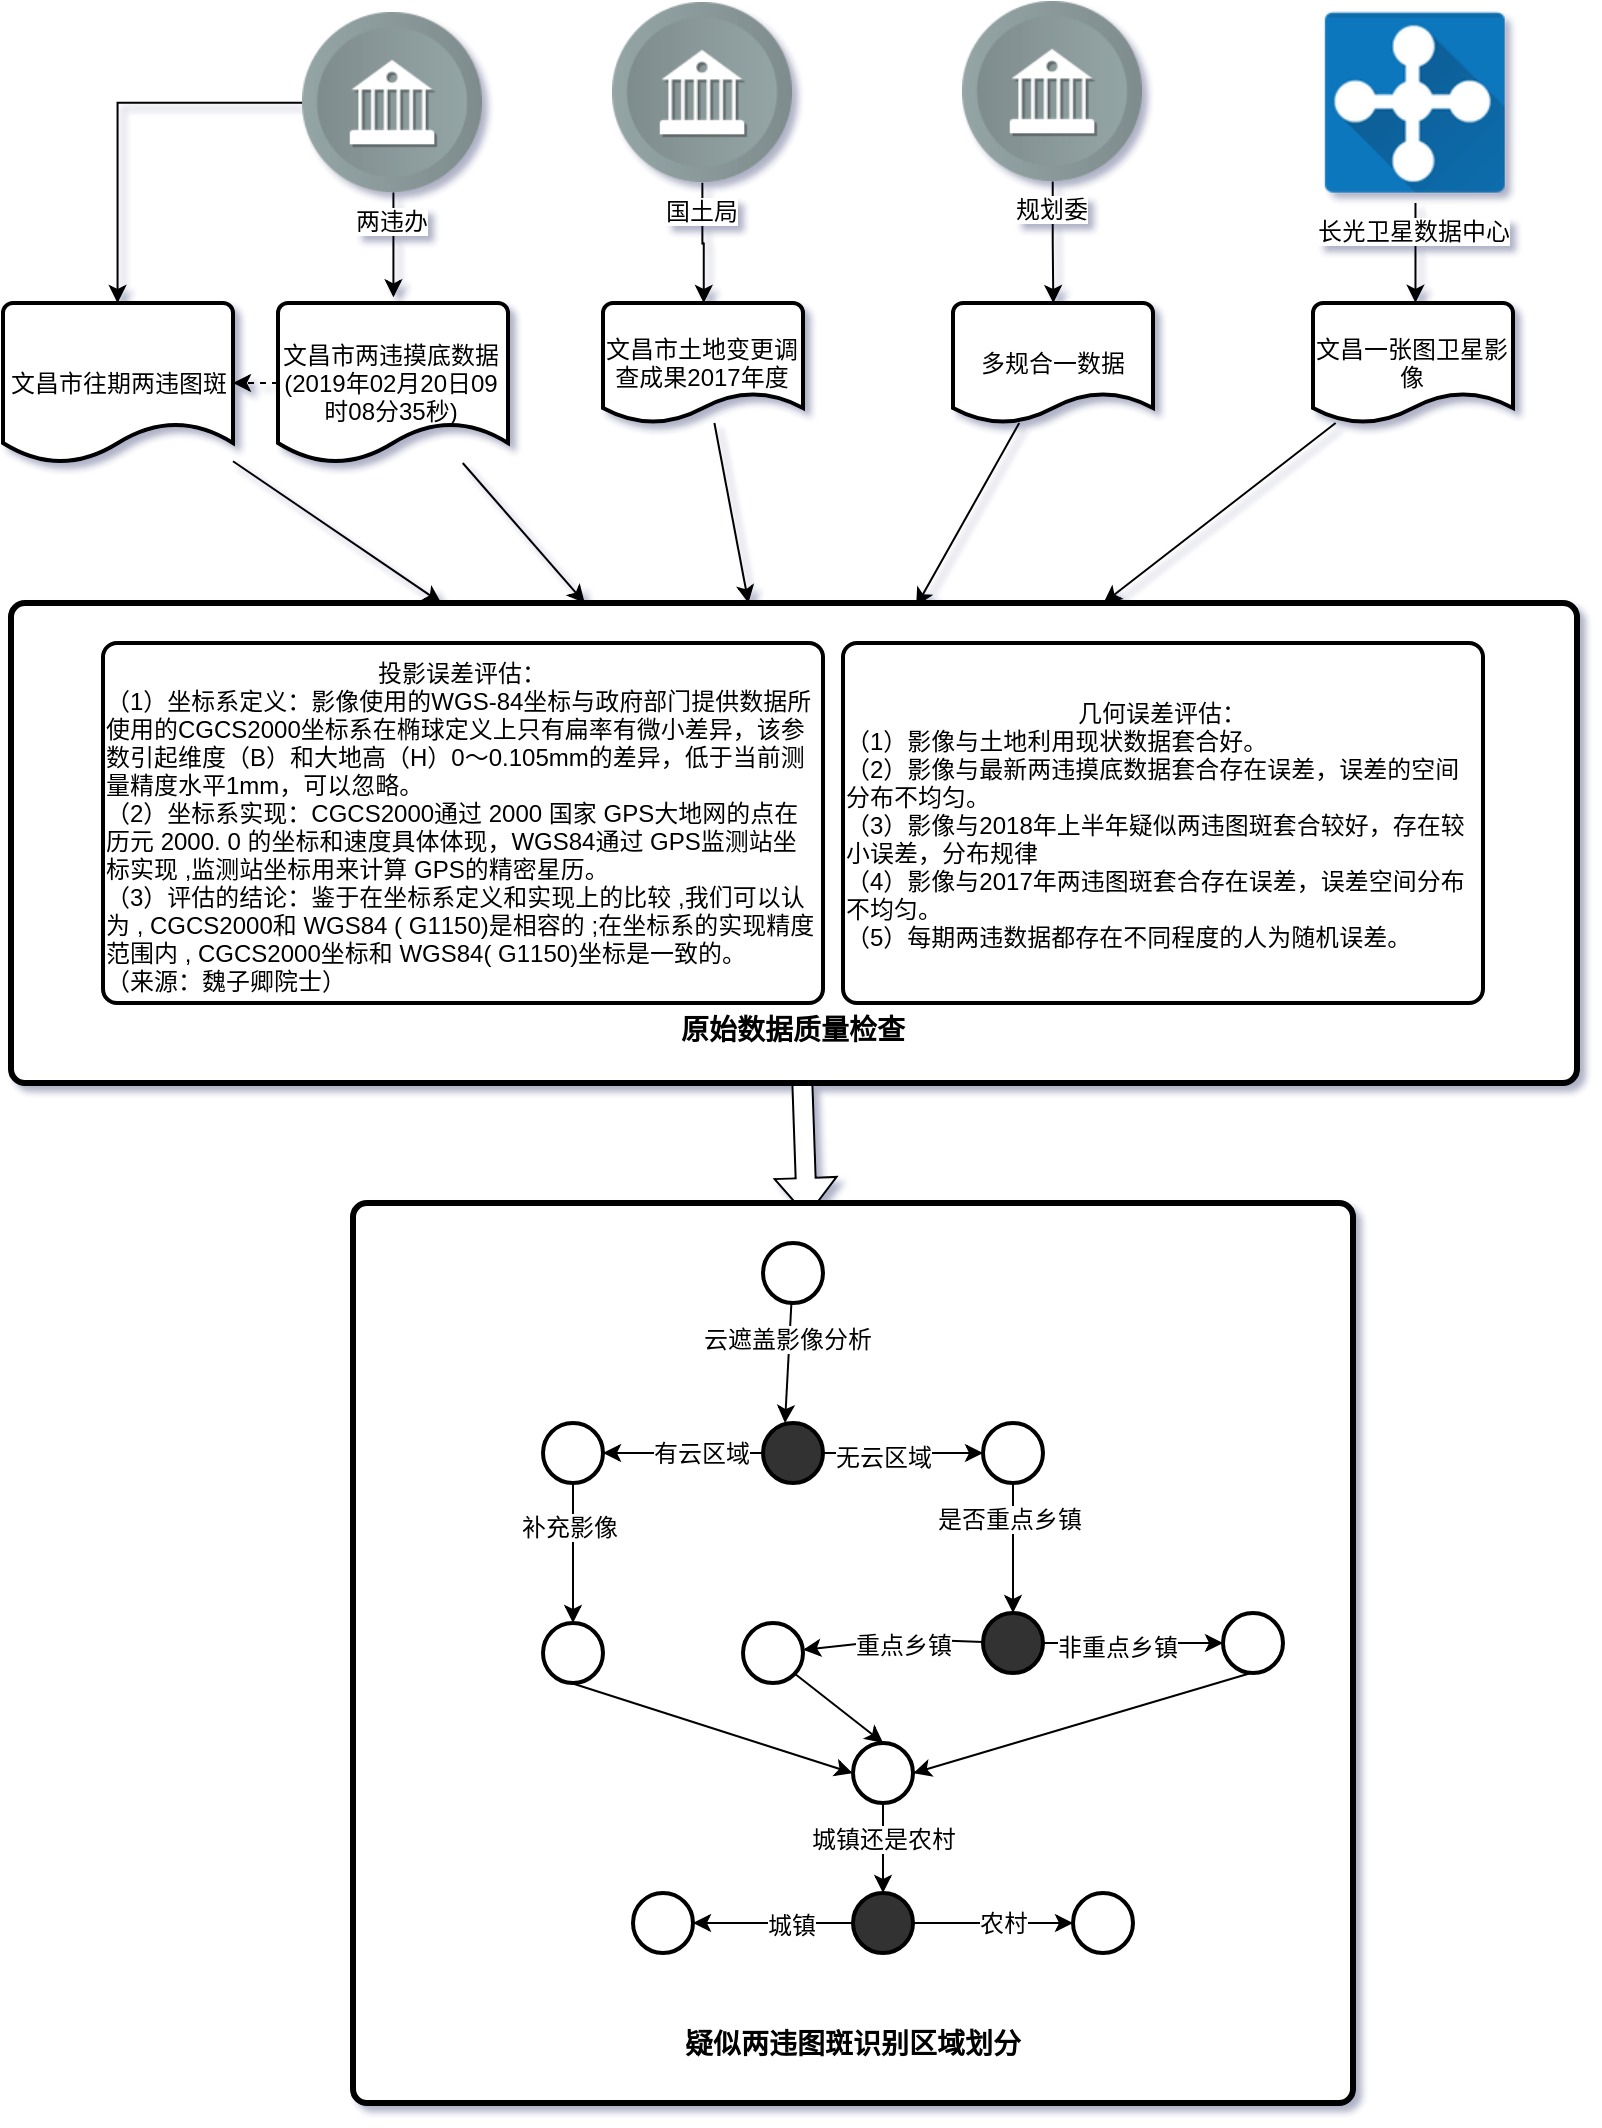 两违办
国土局
规划委
长光卫星数据中心
文昌市往期两违图斑
文昌市两违摸底数据
(2019年02月20日09
时08分35秒)
文昌市土地变更调
查成果2017年度
多规合一数据
文昌一张图卫星影
像
投影误差评估：
（1）坐标系定义：影像使用的WGS-84坐标与政府部门提供数据所
使用的CGCS2000坐标系在椭球定义上只有扁率有微小差异，该参
数引起维度（B）和大地高（H）0～0.105mm的差异，低于当前测
量精度水平1mm，可以忽略。
（2）坐标系实现：CGCS2000通过 2000 国家 GPS大地网的点在
历元 2000. 0 的坐标和速度具体体现，WGS84通过 GPS监测站坐
标实现 ,监测站坐标用来计算 GPS的精密星历。
（3）评估的结论：鉴于在坐标系定义和实现上的比较 ,我们可以认
为 , CGCS2000和 WGS84 ( G1150)是相容的 ;在坐标系的实现精度
范围内 , CGCS2000坐标和 WGS84( G1150)坐标是一致的。
（来源：魏子卿院士）
几何误差评估：
（1）影像与土地利用现状数据套合好。
（2）影像与最新两违摸底数据套合存在误差，误差的空间
分布不均匀。
（3）影像与2018年上半年疑似两违图斑套合较好，存在较
小误差，分布规律
（4）影像与2017年两违图斑套合存在误差，误差空间分布
不均匀。
（5）每期两违数据都存在不同程度的人为随机误差。
原始数据质量检查
云遮盖影像分析
有云区域
无云区域
补充影像
是否重点乡镇
重点乡镇
非重点乡镇
城镇还是农村
城镇
农村
疑似两违图斑识别区域划分